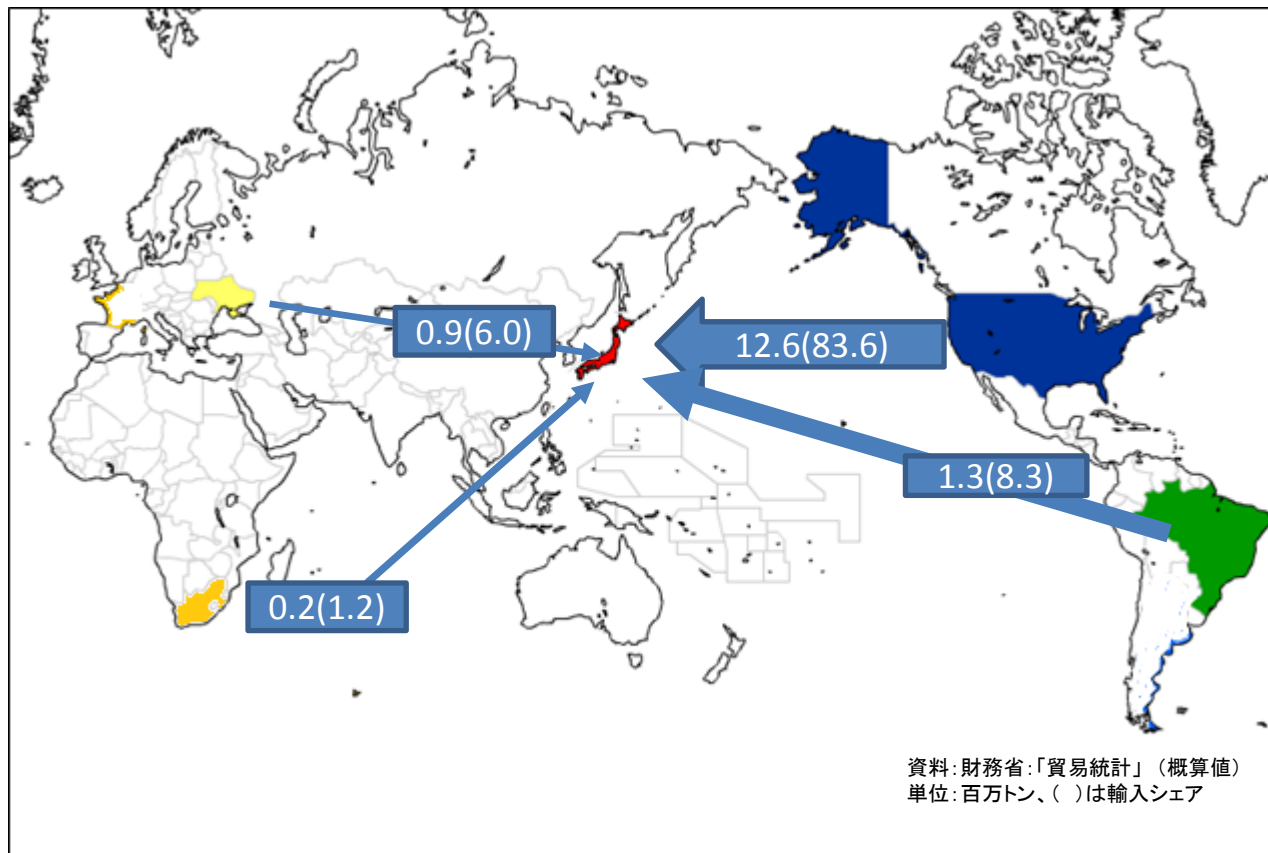 0.9(6.0)
12.6(83.6)
1.3(8.3)
0.2(1.2)
資料:財務省:「貿易統計」 (概算値)
単位:百万トン、( )は輸入シェア